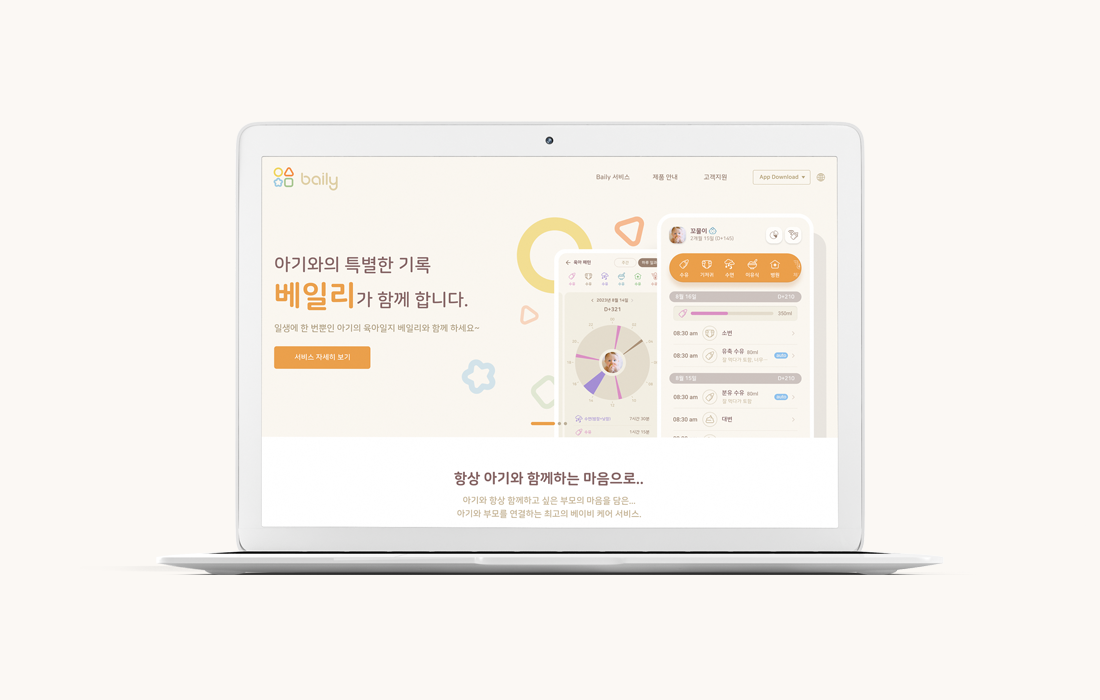 baily
Baily 서비스
제품 안내
고객지원
App Download
아기와의 특별한 기록
베일리가 함께 합니다.
일생에 한 번뿐인 아기의 육아일지 베일리와 함께 하세요~
서비스 자세히 보기
육아 패턴
2023년 8월 14일
D+321
꼬물이
2개월 15일 (D+145)
수유
기저귀
수면
이유식
병원
8월 16일
D+210
250ml
08:30 am
소변
08:30 am
유축 수유 80ml
8월 15일
D+210
08:30 am
분유 수유 80ml
08:30 am
대변
항상 아기와 함께하는 마음으로..
아기와 항상 함께하고 싶은 부모의 마음을 담은...
아기와 부모를 연결하는 최고의 베이비 케어 서비스.